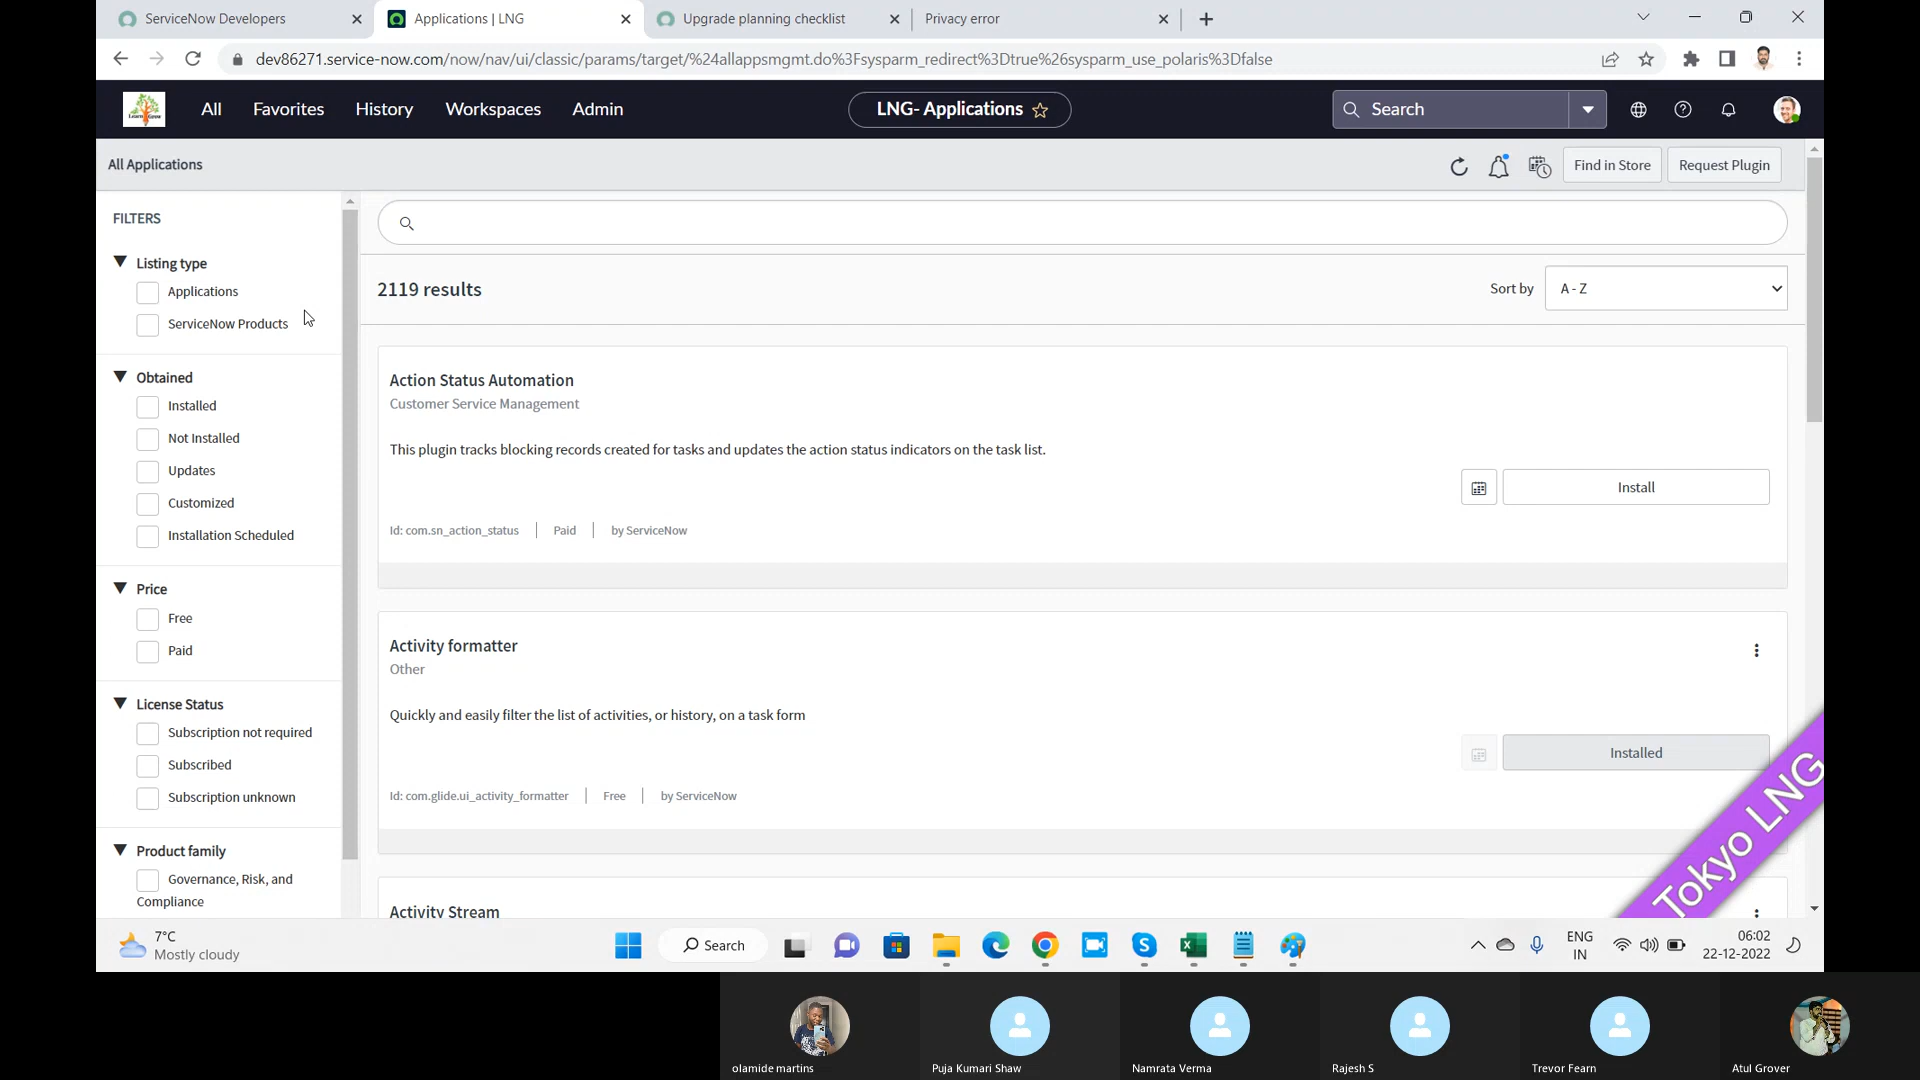 ServiceNow Developers
Applications | LNG
Upgrade planning checklist
Privacy error
dev86271.service-now.com/now/nav/ui/classic/params/target/%24allappsmgmt.do%3Fsysparm_redirect%3Dtrue%26sysparm_use_polaris%3Dfalse
All
Favorites
History
Workspaces
Admin
LNG- Applications
Search
All Applications
Find in Store
Request Plugin
FILTERS
Listing type
Applications
ServiceNow Products
Obtained
Installed
Not Installed
Updates
Customized
Installation Scheduled
Price
Free
Paid
License Status
Subscription not required
Subscribed
Subscription unknown
Product family
Governance, Risk, and
Compliance
2119 results
Sort by
A - Z
Action Status Automation
Customer Service Management
This plugin tracks blocking records created for tasks and updates the action status indicators on the task list.
Install
Id: com.sn_action_status
Paid
by ServiceNow
Activity formatter
Other
Quickly and easily filter the list of activities, or history, on a task form
Installed
Id: com.glide.ui_activity_formatter
Free
by ServiceNow
Activity Stream
Tokyo LNG
7°C
Mostly cloudy
Search
ENG
IN
06:02
22-12-2022
olamide martins
Puja Kumari Shaw
Namrata Verma
Rajesh S
Trevor Fearn
Atul Grover